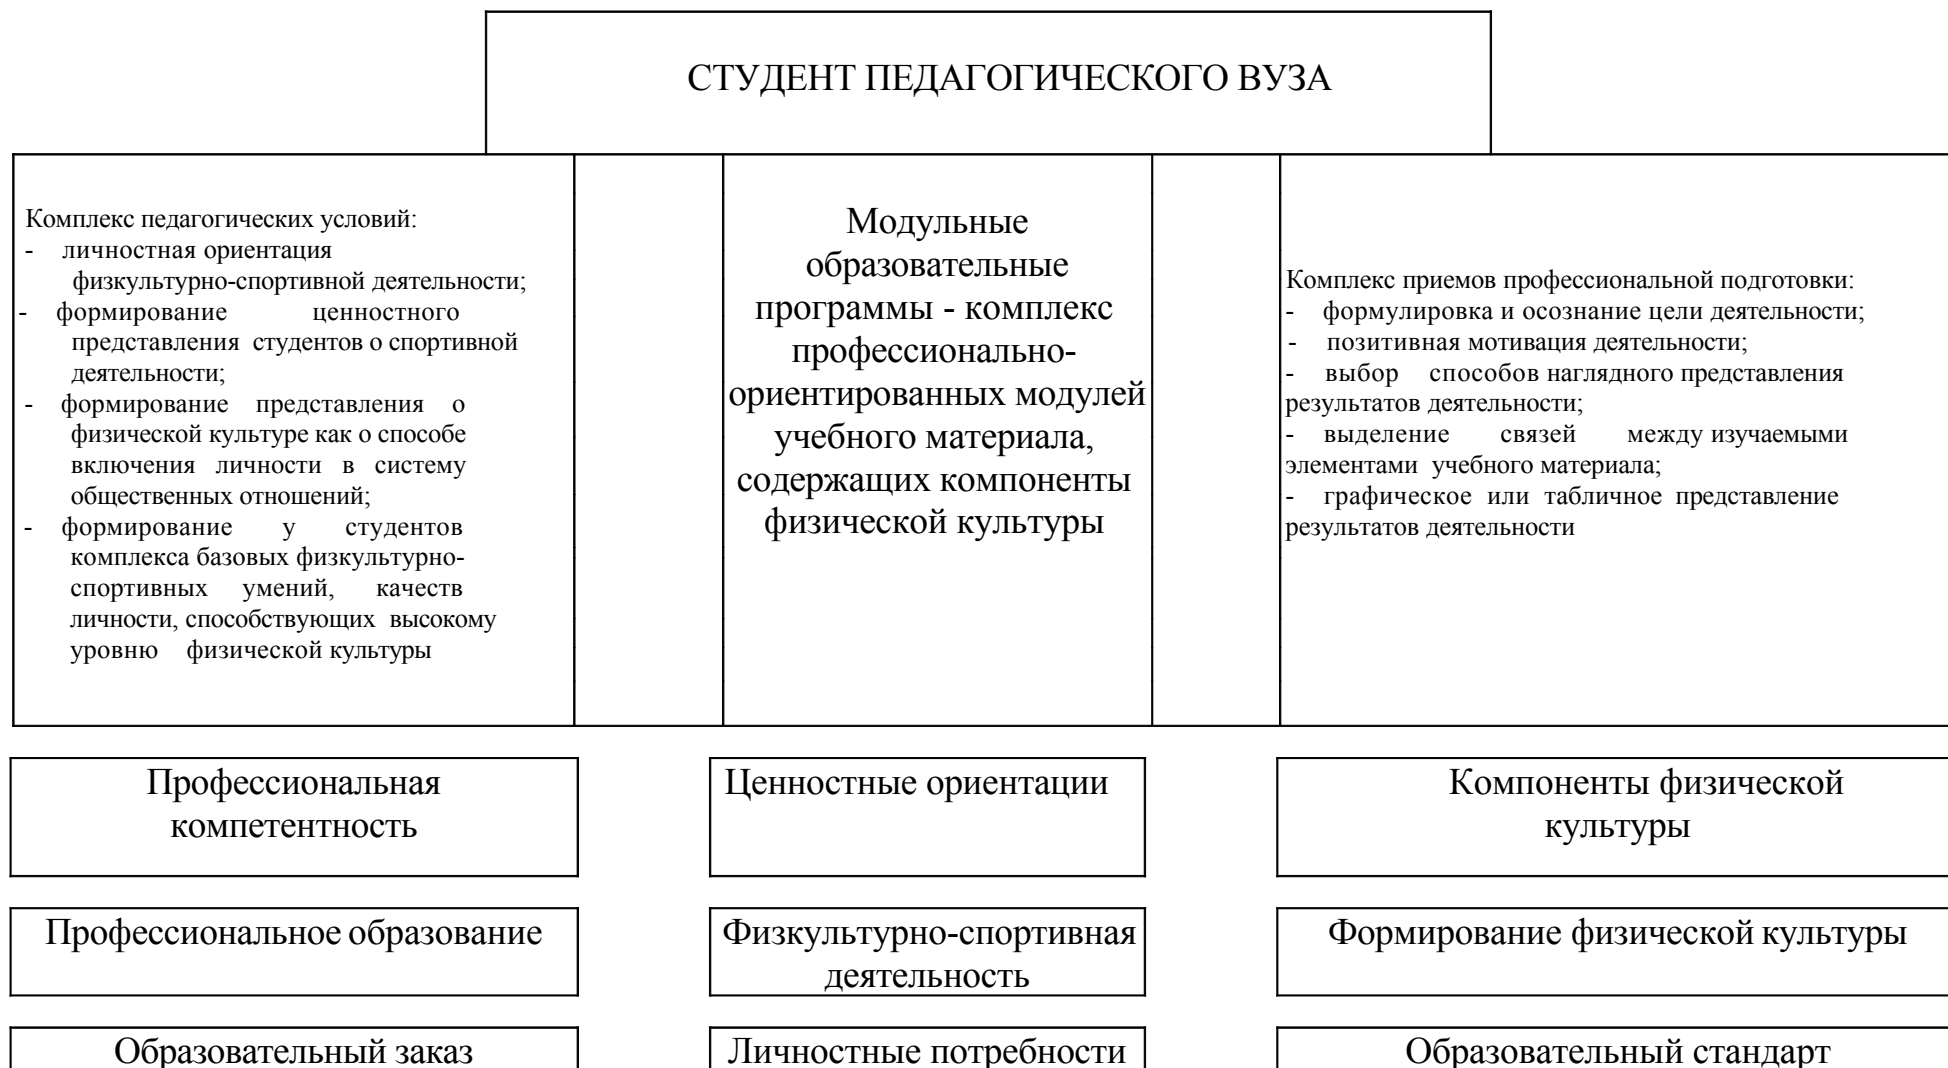 СТУДЕНТ ПЕДАГОГИЧЕСКОГО ВУЗА
Комплекс педагогических условий:
- личностная ориентация
физкультурно-спортивной деятельности;
- формирование ценностного
представления студентов о спортивной
деятельности;
- формирование представления о
физической культуре как о способе
включения личности в систему
общественных отношений;
- формирование у студентов
комплекса базовых физкультурно-
спортивных умений, качеств
личности, способствующих высокому
уровню физической культуры
Модульные
образовательные
программы - комплекс
профессионально-
ориентированных модулей
учебного материала,
содержащих компоненты
физической культуры
Комплекс приемов профессиональной подготовки:
- формулировка и осознание цели деятельности;
- позитивная мотивация деятельности;
- выбор способов наглядного представления
результатов деятельности;
- выделение связей между изучаемыми
элементами учебного материала;
- графическое или табличное представление
результатов деятельности
Профессиональная
компетентность
Ценностные ориентации
Компоненты физической
культуры
Профессиональное образование
Физкультурно-спортивная
деятельность
Формирование физической культуры
Образовательный заказ
Личностные потребности
Образовательный стандарт